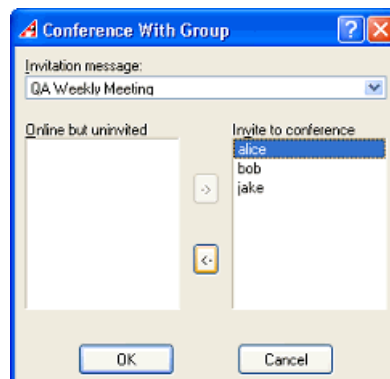 Conference With Group
Invitation message:
QA Weekly Meeting
Online but uninvited
Invite to conference
alice
bob
jake
->
<-
OK
Cancel